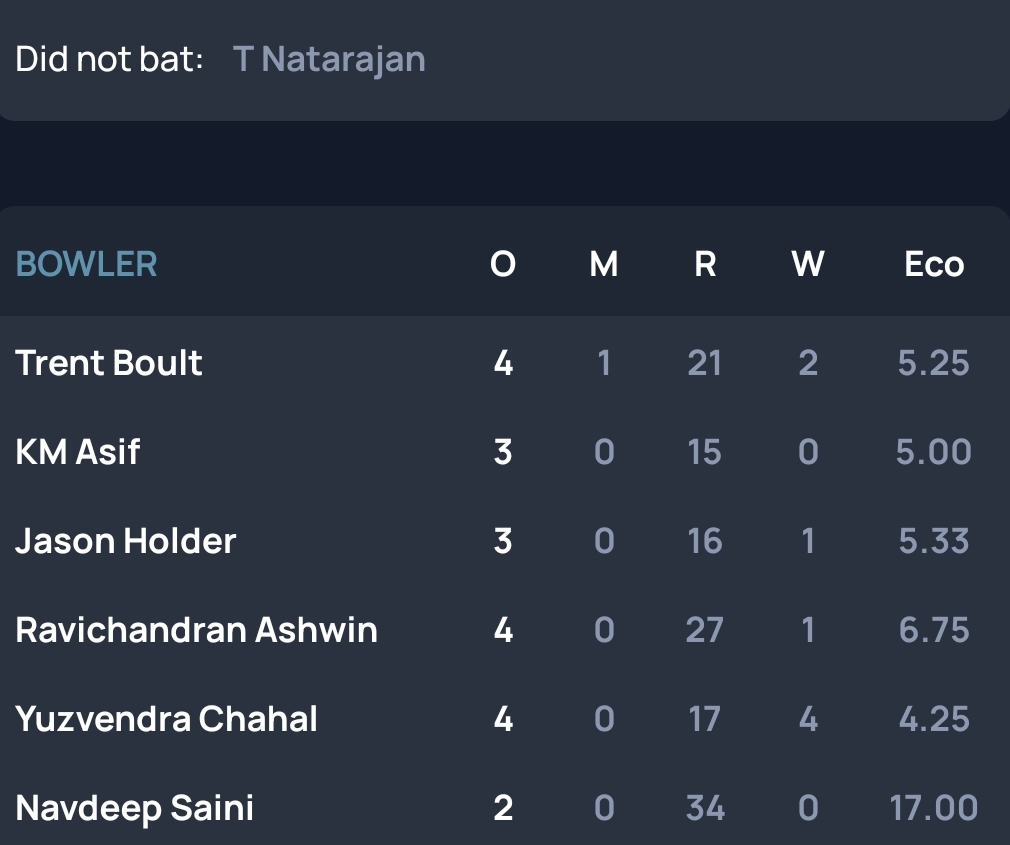 Did not bat: T Natarajan
BOWLER O M R W Eco
Trent Boult 4 1 21 2 5.25
KM Asif 3 0 15 0 5.00
Jason Holder 3 0 16 1 5.33
Ravichandran Ashwin 4 0 27 1 6.75
Yuzvendra Chahal 4 0 17 4 4.25
Navdeep Saini 2 0 34 0 17.00